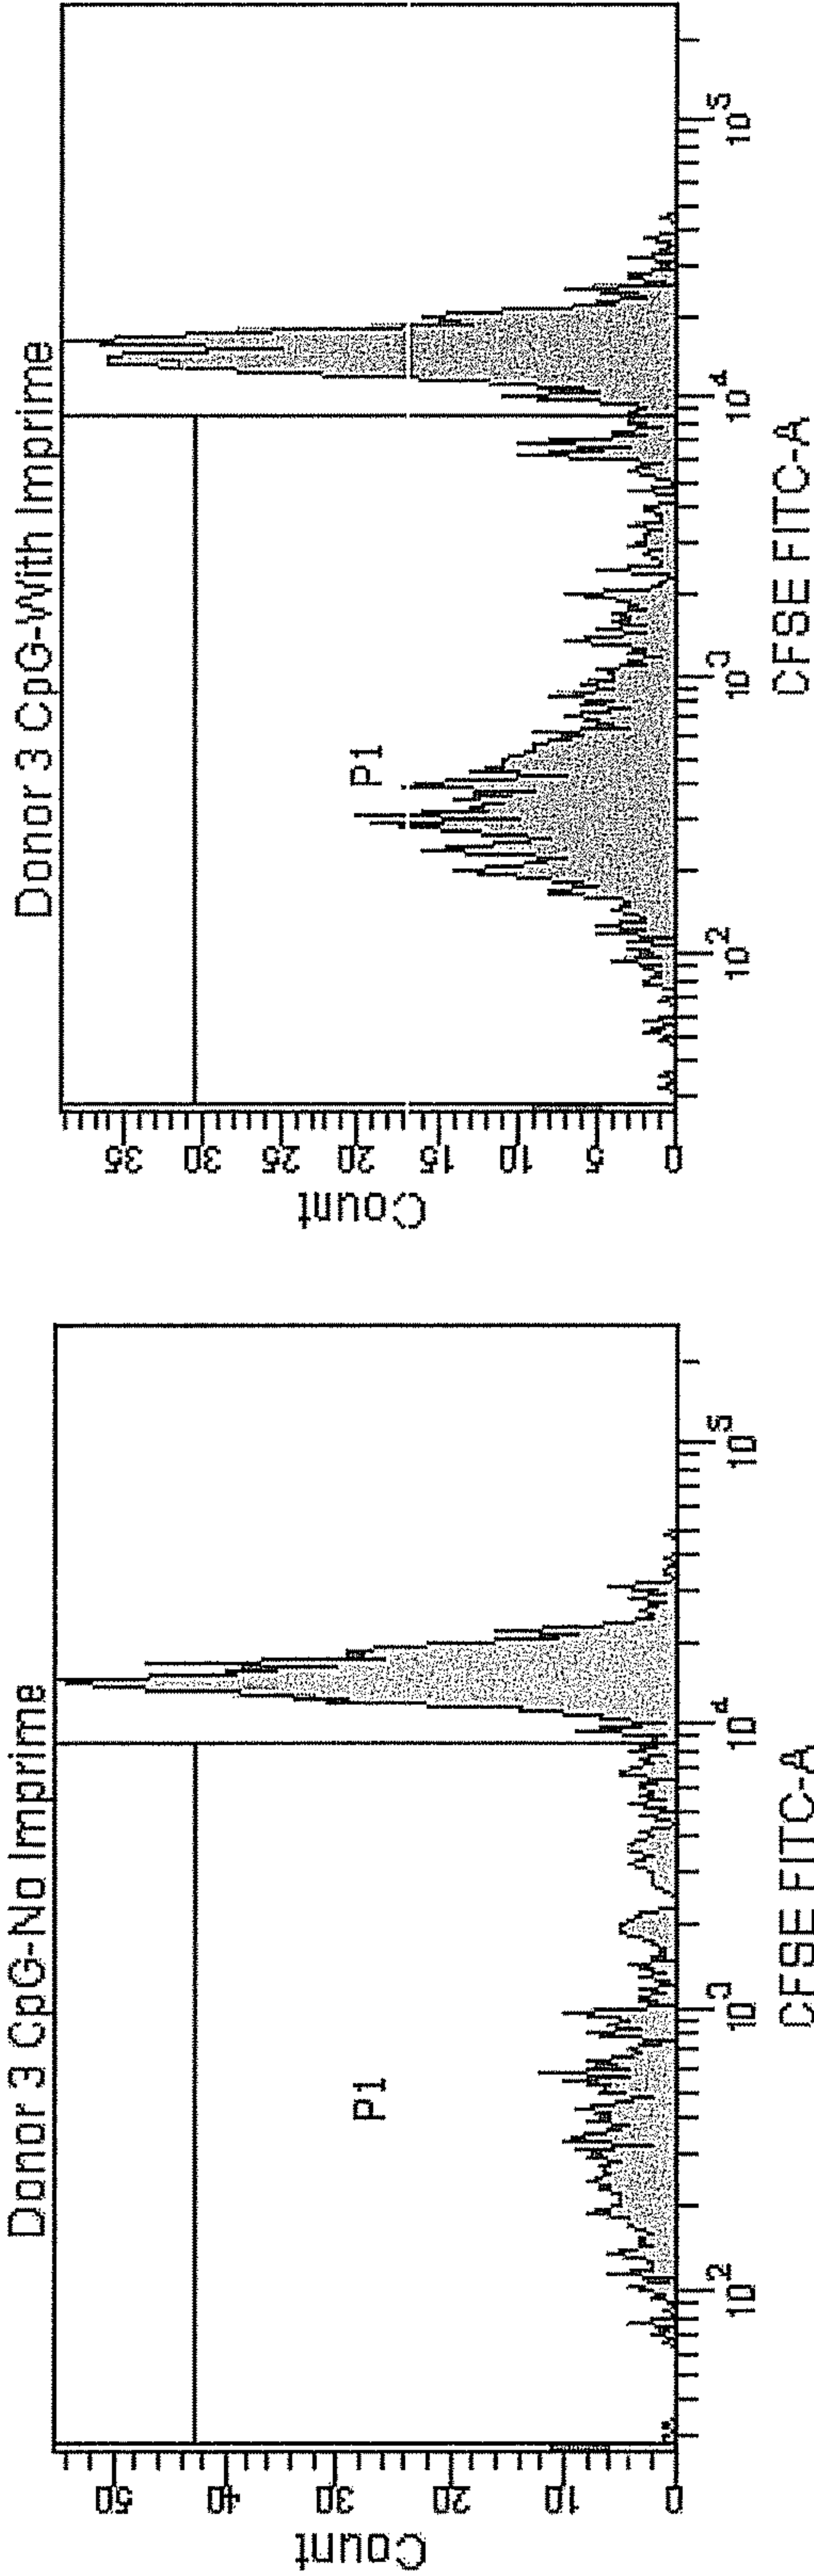 Donor 3 CpG-No Imprime
Count
50
40
30
20
10
0
P1
10^2
10^3
10^4
10^5
CFSE FITC-A
Donor 3 CpG-With Imprime
Count
35
30
25
20
15
10
5
0
P1
10^2
10^3
10^4
10^5
CFSE FITC-A